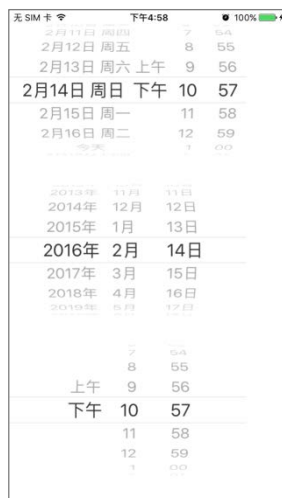 无 SIM 卡 下午4:58 100%
2月11日 周四 7 54
2月12日 周五 8 55
2月13日 周六 上午 9 56
2月14日 周日 下午 10 57
2月15日 周一 11 58
2月16日 周二 12 59
今天 1 00
2013年 11月 11日
2014年 12月 12日
2015年 1月 13日
2016年 2月 14日
2017年 3月 15日
2018年 4月 16日
2019年 5月 17日
7 54
8 55
上午 9 56
下午 10 57
11 58
12 59
1 00